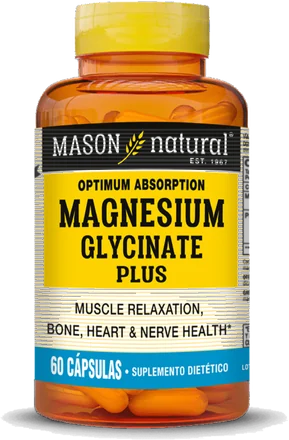 MASON natural
EST. 1967
OPTIMUM ABSORPTION
MAGNESIUM
GLYCINATE
PLUS
MUSCLE RELAXATION,
BONE, HEART & NERVE HEALTH*
60 CÁPSULAS • SUPLEMENTO DIETÉTICO